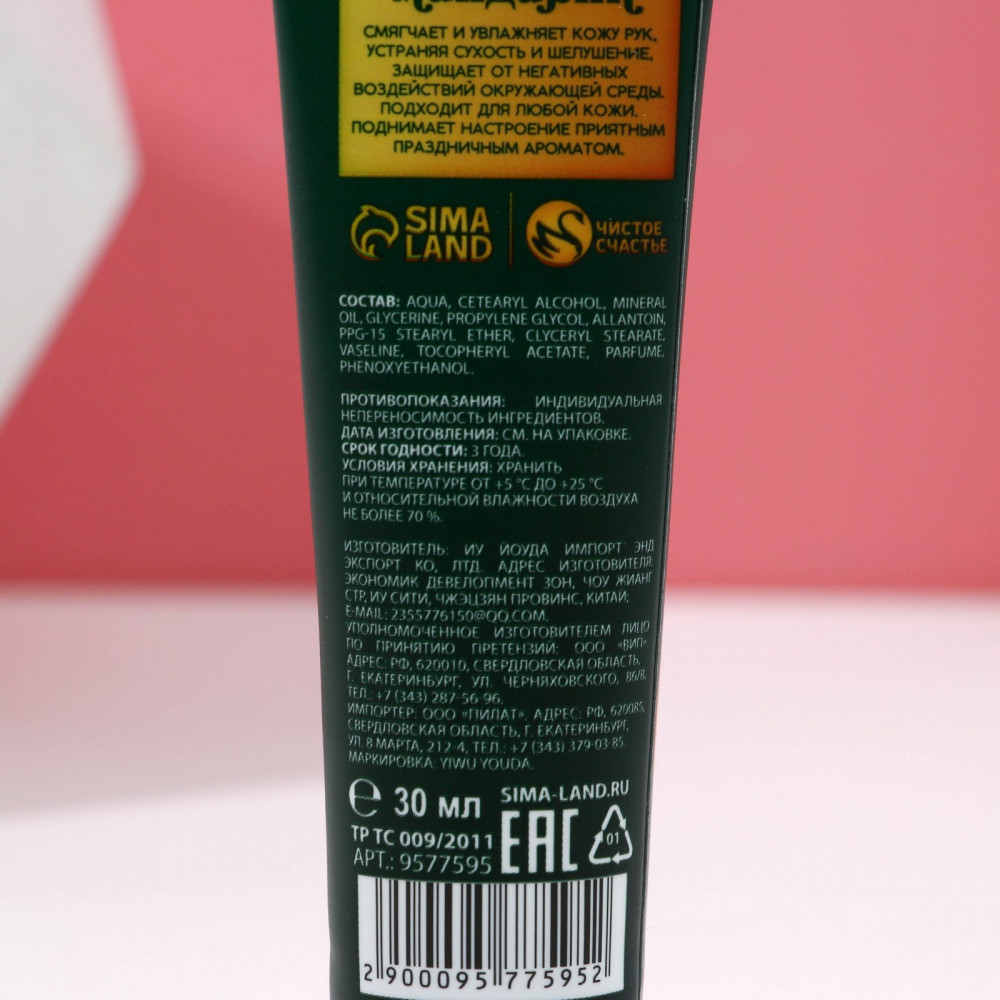 Мандарин
СМЯГЧАЕТ И УВЛАЖНЯЕТ КОЖУ РУК,
УСТРАНЯЯ СУХОСТЬ И ШЕЛУШЕНИЕ,
ЗАЩИЩАЕТ ОТ НЕГАТИВНЫХ
ВОЗДЕЙСТВИЙ ОКРУЖАЮЩЕЙ СРЕДЫ.
ПОДХОДИТ ДЛЯ ЛЮБОЙ КОЖИ.
ПОДНИМАЕТ НАСТРОЕНИЕ ПРИЯТНЫМ
ПРАЗДНИЧНЫМ АРОМАТОМ.
SIMA
LAND
ЧИСТОЕ
СЧАСТЬЕ
СОСТАВ: AQUA, CETEARYL ALCOHOL, MINERAL
OIL, GLYCERINE, PROPYLENE GLYCOL, ALLANTOIN,
PPG-15 STEARYL ETHER, CLYCERYL STEARATE,
VASELINE, TOCOPHERYL ACETATE, PARFUME,
PHENOXYETHANOL.
ПРОТИВОПОКАЗАНИЯ: ИНДИВИДУАЛЬНАЯ
НЕПЕРЕНОСИМОСТЬ ИНГРЕДИЕНТОВ.
ДАТА ИЗГОТОВЛЕНИЯ: СМ. НА УПАКОВКЕ.
СРОК ГОДНОСТИ: 3 ГОДА.
УСЛОВИЯ ХРАНЕНИЯ: ХРАНИТЬ
ПРИ ТЕМПЕРАТУРЕ ОТ +5 °C ДО +25 °C
И ОТНОСИТЕЛЬНОЙ ВЛАЖНОСТИ ВОЗДУХА
НЕ БОЛЕЕ 70 %.
ИЗГОТОВИТЕЛЬ: ИУ ЙОУДА ИМПОРТ ЭНД
ЭКСПОРТ КО, ЛТД. АДРЕС ИЗГОТОВИТЕЛЯ:
ЭКОНОМИК ДЕВЕЛОПМЕНТ ЗОН, ЧОУ ЖИАНГ
СТР, ИУ СИТИ, ЧЖЭЦЗЯН ПРОВИНС, КИТАЙ;
E-MAIL: 2355776150@QQ.COM.
УПОЛНОМОЧЕННОЕ ИЗГОТОВИТЕЛЕМ ЛИЦО
ПО ПРИНЯТИЮ ПРЕТЕНЗИЙ: ООО «ВИП».
АДРЕС: РФ, 620010, СВЕРДЛОВСКАЯ ОБЛАСТЬ,
Г. ЕКАТЕРИНБУРГ, УЛ. ЧЕРНЯХОВСКОГО, 86/8,
ТЕЛ.: +7 (343) 287-56-96.
ИМПОРТЕР: ООО «ПИЛАТ». АДРЕС: РФ, 620085,
СВЕРДЛОВСКАЯ ОБЛАСТЬ, Г. ЕКАТЕРИНБУРГ,
УЛ. 8 МАРТА, 212-4, ТЕЛ.: +7 (343) 379-03-85.
МАРКИРОВКА: YIWU YOUDA.
℮ 30 МЛ
SIMA-LAND.RU
ТР ТС 009/2011
АРТ.: 9577595
EAC
01
2 900095 775952